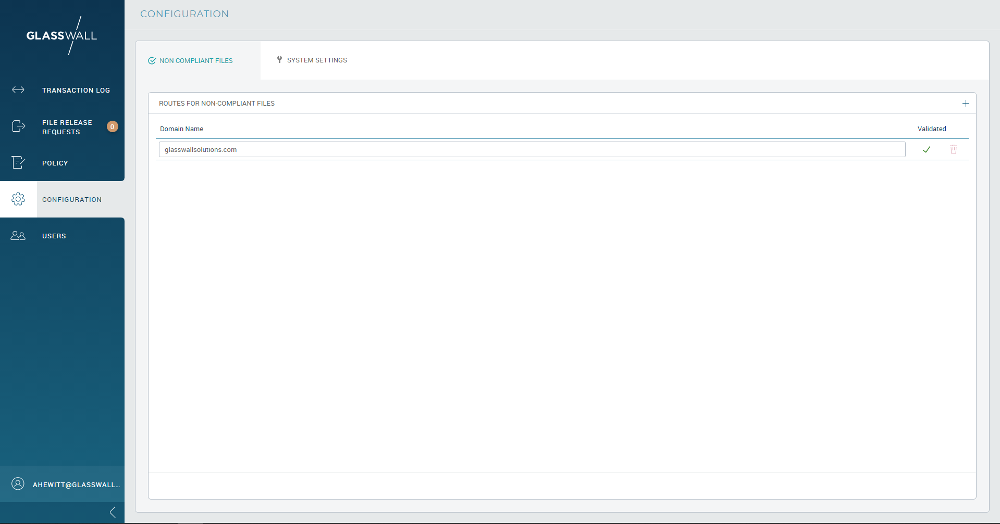 GLASSWALL
CONFIGURATION
NON COMPLIANT FILES
SYSTEM SETTINGS
TRANSACTION LOG
FILE RELEASE
REQUESTS
0
POLICY
CONFIGURATION
USERS
AHEWITT@GLASSWALL...
ROUTES FOR NON-COMPLIANT FILES
Domain Name Validated
glasswallsolutions.com